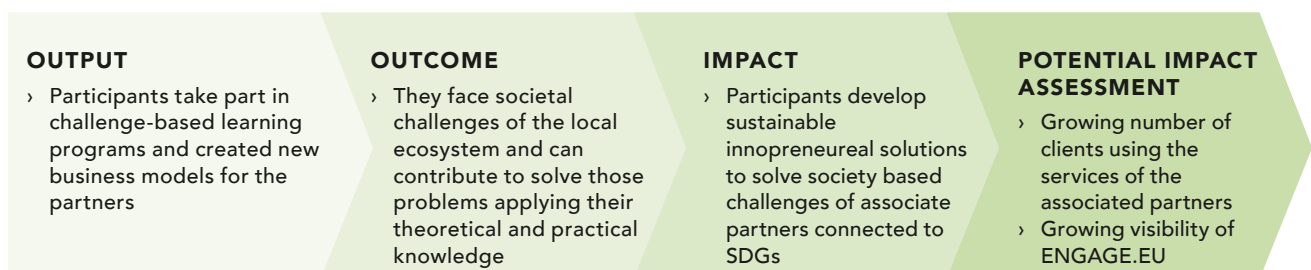 OUTPUT
› Participants take part in
challenge-based learning
programs and created new
business models for the
partners
OUTCOME
› They face societal
challenges of the local
ecosystem and can
contribute to solve those
problems applying their
theoretical and practical
knowledge
IMPACT
› Participants develop
sustainable
innopreneureal solutions
to solve society based
challenges of associate
partners connected to
SDGs
POTENTIAL IMPACT
ASSESSMENT
› Growing number of
clients using the
services of the
associated partners
› Growing visibility of
ENGAGE.EU